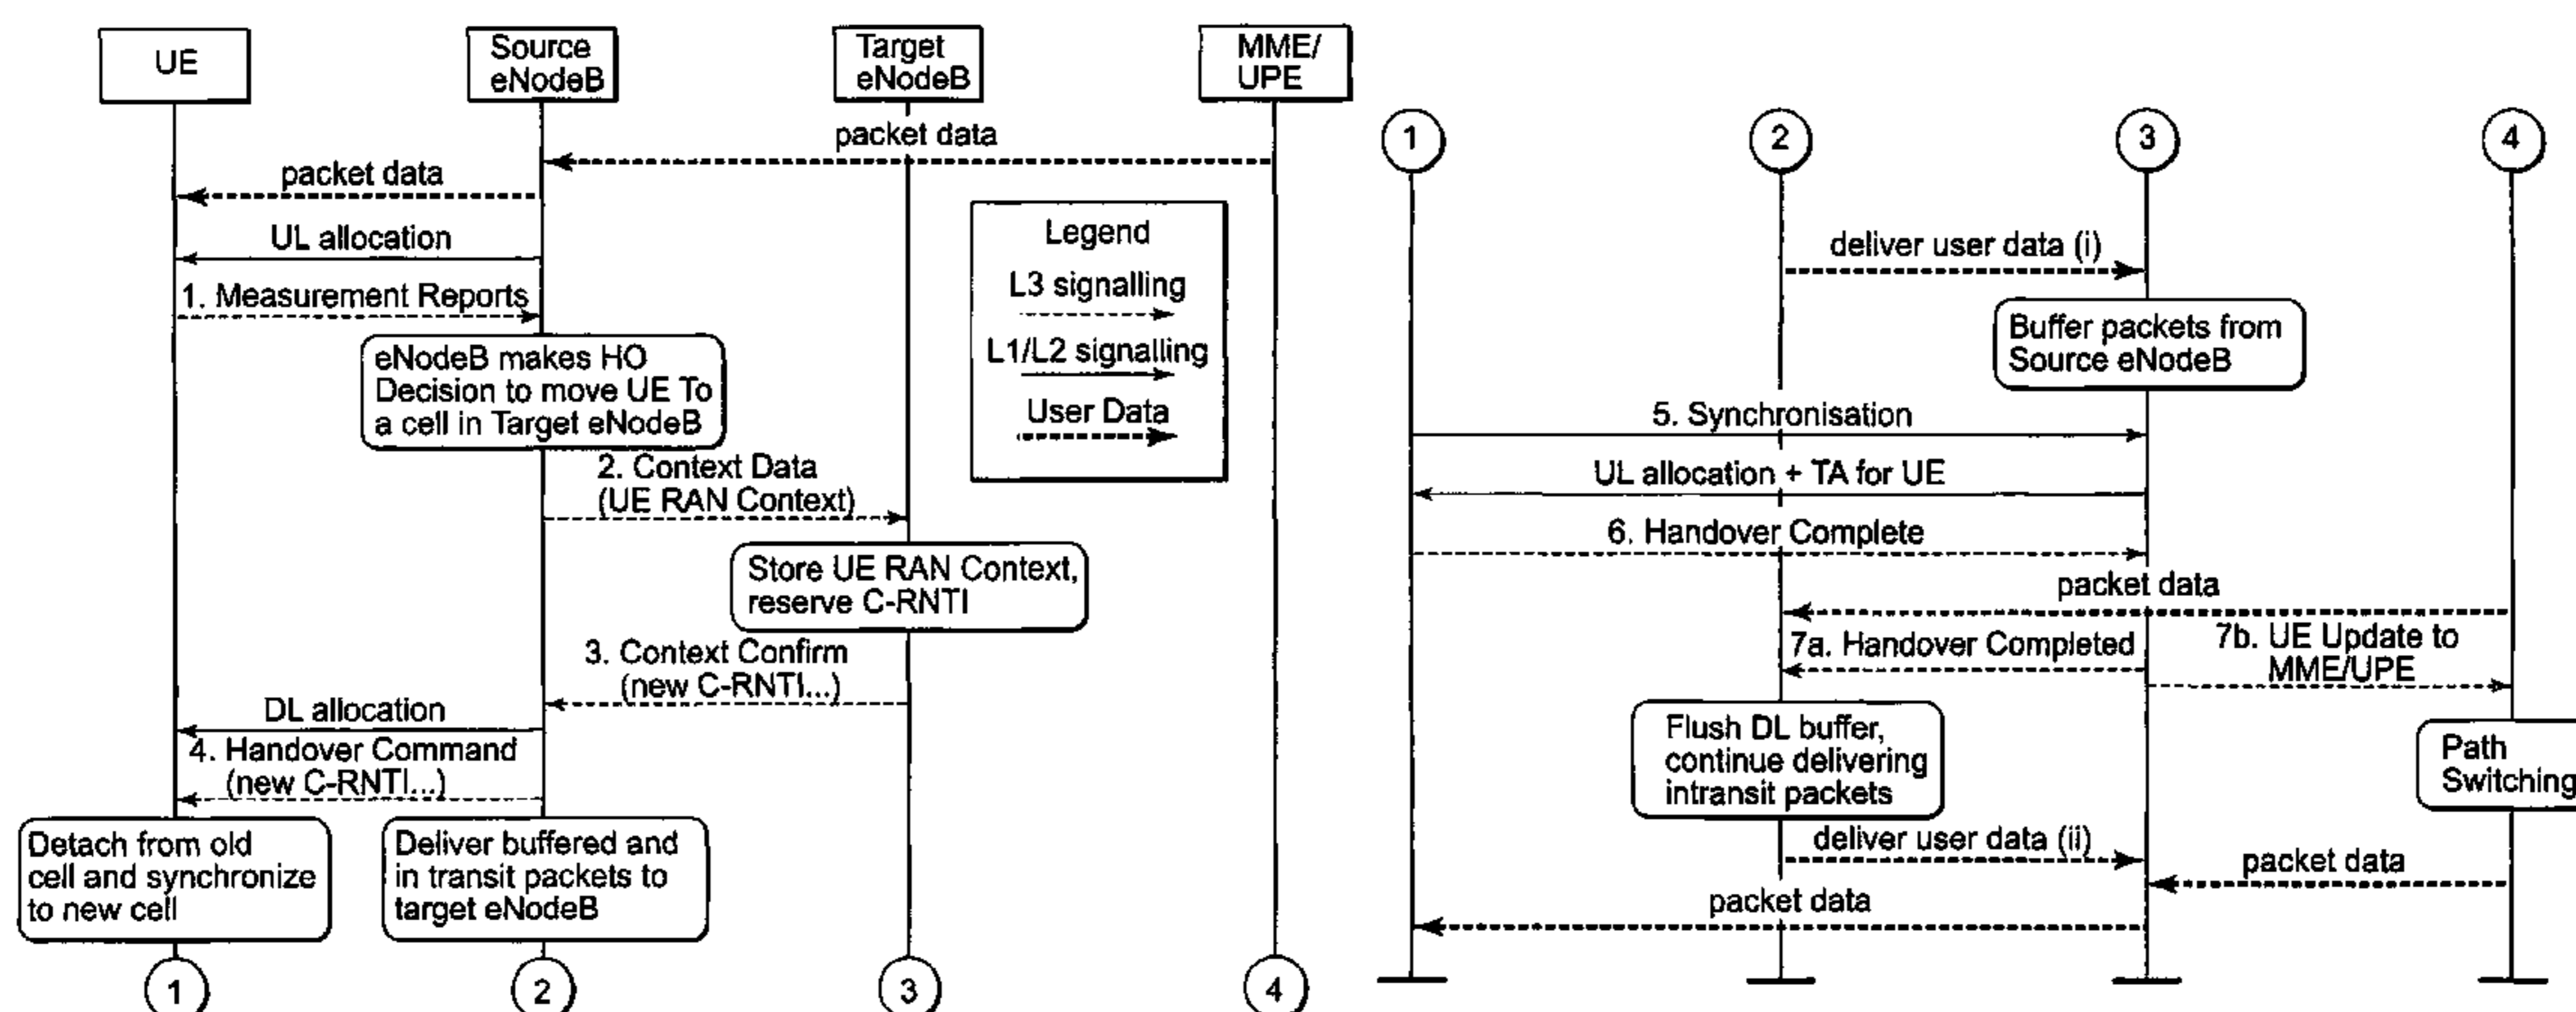 UE
Source
eNodeB
Target
eNodeB
MME/
UPE
packet data
packet data
UL allocation
1. Measurement Reports
eNodeB makes HO
Decision to move UE To
a cell in Target eNodeB
2. Context Data
(UE RAN Context)
Store UE RAN Context,
reserve C-RNTI
3. Context Confirm
(new C-RNTI...)
DL allocation
4. Handover Command
(new C-RNTI...)
Detach from old
cell and synchronize
to new cell
Deliver buffered and
in transit packets to
target eNodeB
1
2
3
4
Legend
L3 signalling
L1/L2 signalling
User Data
1
2
3
4
deliver user data (i)
Buffer packets from
Source eNodeB
5. Synchronisation
UL allocation + TA for UE
6. Handover Complete
packet data
7a. Handover Completed
7b. UE Update to
MME/UPE
Flush DL buffer,
continue delivering
intransit packets
Path
Switching
deliver user data (ii)
packet data
packet data